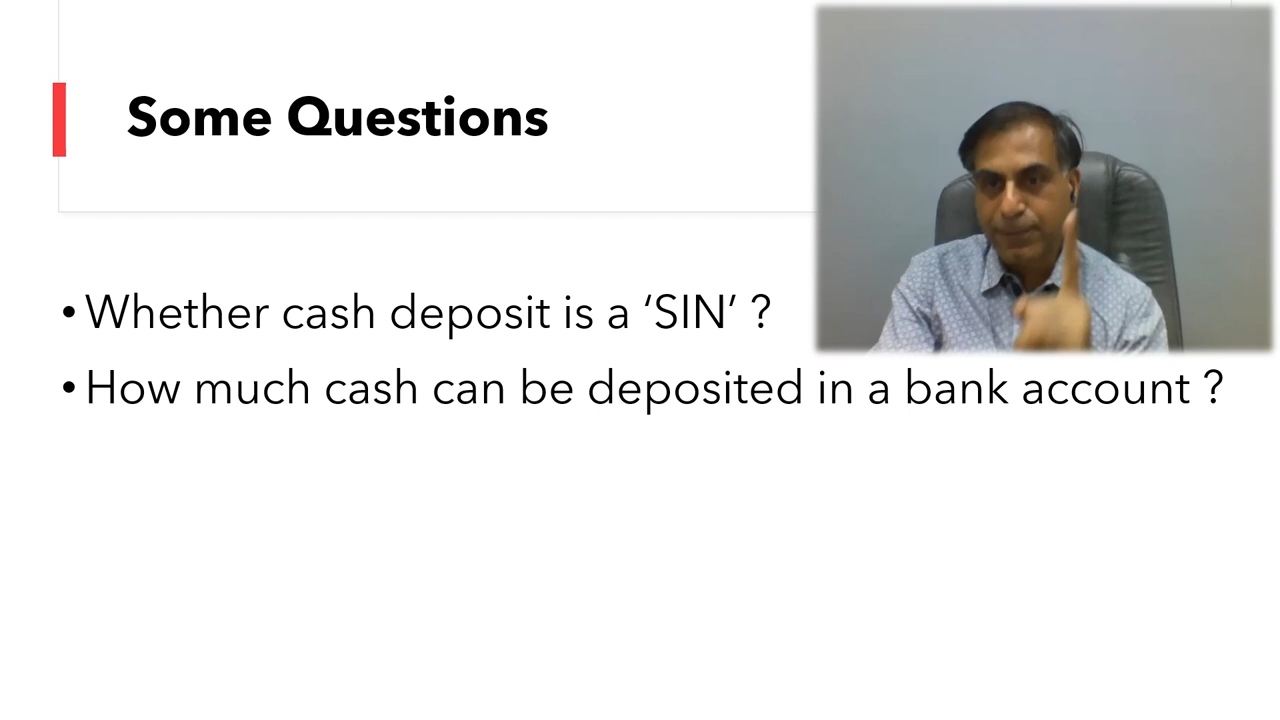 Some Questions
• Whether cash deposit is a ‘SIN’ ?
• How much cash can be deposited in a bank account ?